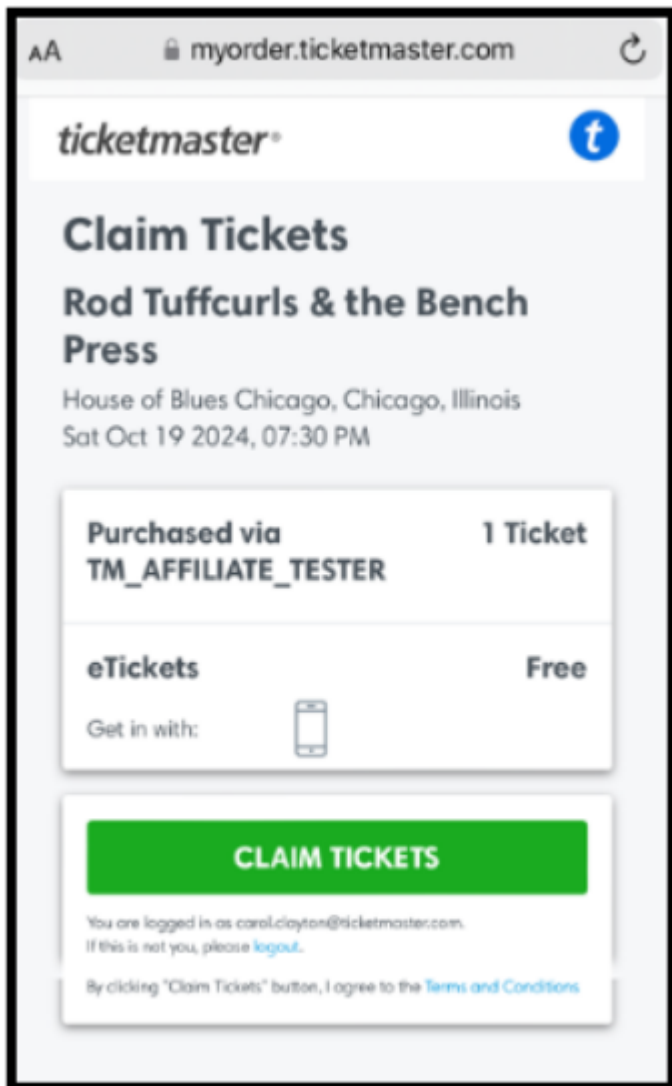 AA myorder.ticketmaster.com
ticketmaster®
t
Claim Tickets
Rod Tuffcurls & the Bench
Press
House of Blues Chicago, Chicago, Illinois
Sat Oct 19 2024, 07:30 PM
Purchased via 1 Ticket
TM_AFFILIATE_TESTER
eTickets Free
Get in with:
CLAIM TICKETS
You are logged in as carol.clayton@ticketmaster.com.
If this is not you, please logout.
By clicking "Claim Tickets" button, I agree to the Terms and Conditions